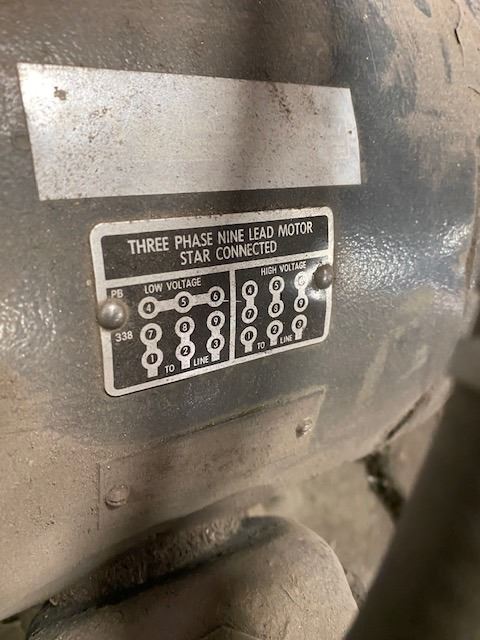 THREE PHASE NINE LEAD MOTOR
STAR CONNECTED
PB LOW VOLTAGE HIGH VOLTAGE
4 5 6 4 5
338 7 8 9 7 8 9
1 2 3 1 2 3
TO LINE TO LINE